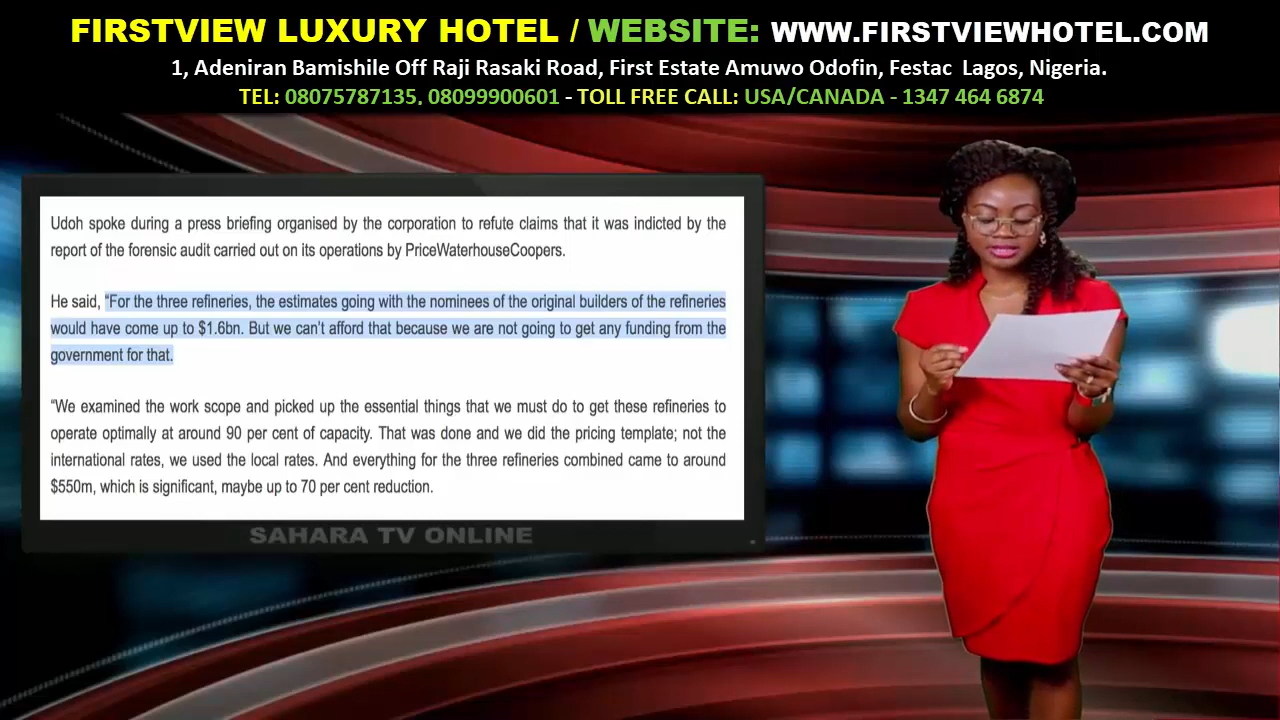 FIRSTVIEW LUXURY HOTEL / WEBSITE: WWW.FIRSTVIEWHOTEL.COM
1, Adeniran Bamishile Off Raji Rasaki Road, First Estate Amuwo Odofin, Festac Lagos, Nigeria.
TEL: 08075787135, 08099900601 - TOLL FREE CALL: USA/CANADA - 1347 464 6874
Udoh spoke during a press briefing organised by the corporation to refute claims that it was indicted by the
report of the forensic audit carried out on its operations by PriceWaterhouseCoopers.
He said, “For the three refineries, the estimates going with the nominees of the original builders of the refineries
would have come up to $1.6bn. But we can’t afford that because we are not going to get any funding from the
government for that.
“We examined the work scope and picked up the essential things that we must do to get these refineries to
operate optimally at around 90 per cent of capacity. That was done and we did the pricing template; not the
international rates, we used the local rates. And everything for the three refineries combined came to around
$550m, which is significant, maybe up to 70 per cent reduction.
SAHARA TV ONLINE